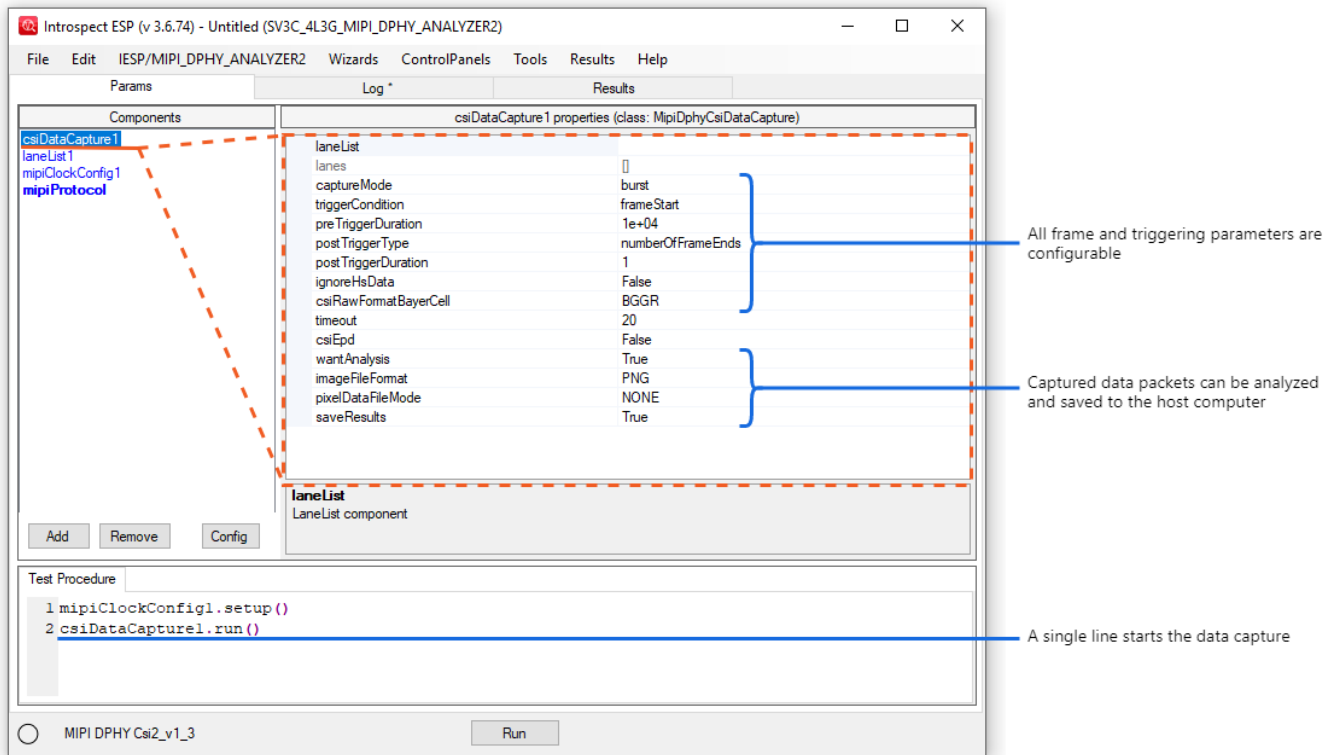 Introspect ESP (v 3.6.74) - Untitled (SV3C_4L3G_MIPI_DPHY_ANALYZER2)
File Edit IESP/MIPI_DPHY_ANALYZER2 Wizards ControlPanels Tools Results Help
Params Log * Results
Components
csiDataCapture1
laneList1
mipiClockConfig1
mipiProtocol
Add Remove Config
csiDataCapture1 properties (class: MipiDphyCsiDataCapture)
laneList
lanes []
captureMode burst
triggerCondition frameStart
preTriggerDuration 1e+04
postTriggerType numberOfFrameEnds
postTriggerDuration 1
ignoreHsData False
csiRawFormatBayerCell BGGR
timeout 20
csiEpd False
wantAnalysis True
imageFileFormat PNG
pixelDataFileMode NONE
saveResults True
laneList
LaneList component
All frame and triggering parameters are
configurable
Captured data packets can be analyzed
and saved to the host computer
Test Procedure
1 mipiClockConfig1.setup()
2 csiDataCapture1.run()
A single line starts the data capture
MIPI DPHY Csi2_v1_3 Run